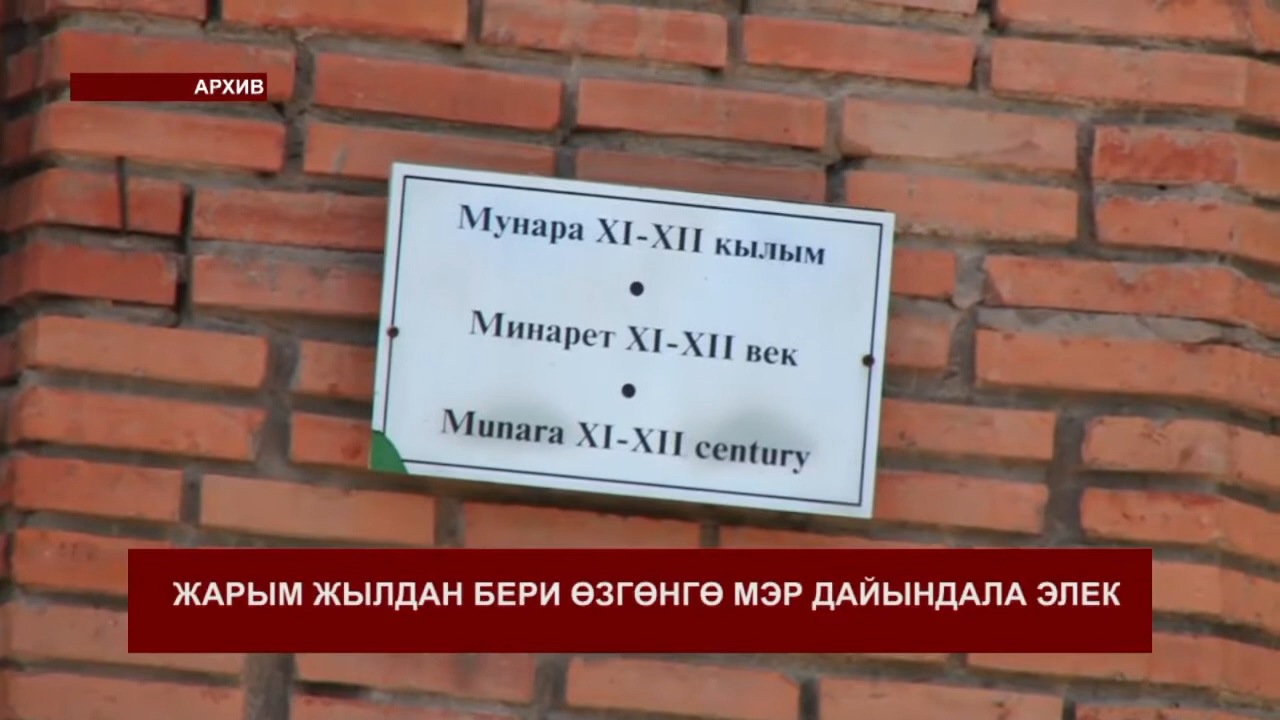 АРХИВ
Мунара XI-XII кылым
Минарет XI-XII век
Munara XI-XII century
ЖАРЫМ ЖЫЛДАН БЕРИ ӨЗГӨНГӨ МЭР ДАЙЫНДАЛА ЭЛЕК